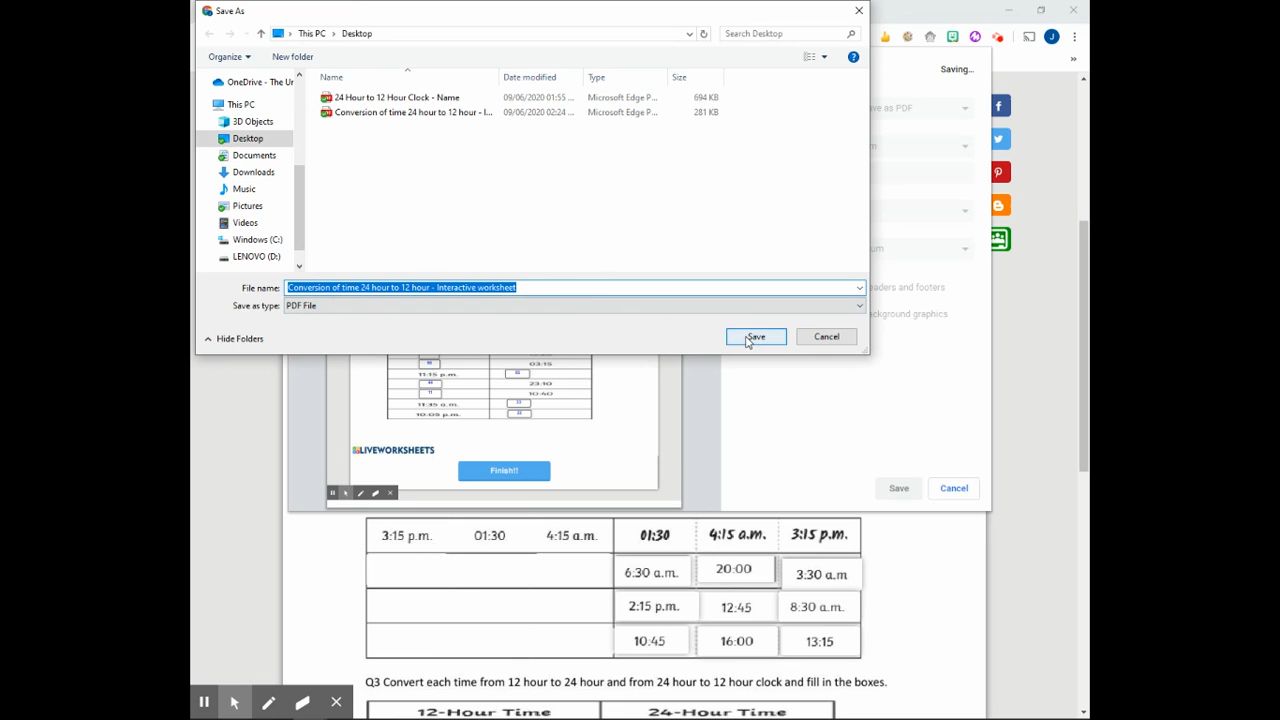 Save As
This PC
Desktop
Search Desktop
Organize
New folder
Name
Date modified
Type
Size
24 Hour to 12 Hour Clock - Name
09/06/2020 01:55 ...
Microsoft Edge P...
694 KB
Conversion of time 24 hour to 12 hour - I...
09/06/2020 02:24 ...
Microsoft Edge P...
281 KB
OneDrive - The Ur
This PC
3D Objects
Desktop
Documents
Downloads
Music
Pictures
Videos
Windows (C:)
LENOVO (D:)
File name:
Conversion of time 24 hour to 12 hour - Interactive worksheet
Save as type:
PDF File
Hide Folders
Save
Cancel
J
Saving...
ve as PDF
m
um
eaders and footers
ackground graphics
03:15
11:15 p.m.
23:10
10:40
11:35 a.m.
10:05 p.m.
LIVEWORKSHEETS
Finish!!
Save
Cancel
3:15 p.m. 01:30 4:15 a.m. 01:30 4:15 a.m. 3:15 p.m.
6:30 a.m. 20:00 3:30 a.m
2:15 p.m. 12:45 8:30 a.m.
10:45 16:00 13:15
Q3 Convert each time from 12 hour to 24 hour and from 24 hour to 12 hour clock and fill in the boxes.
12-Hour Time 24-Hour Time